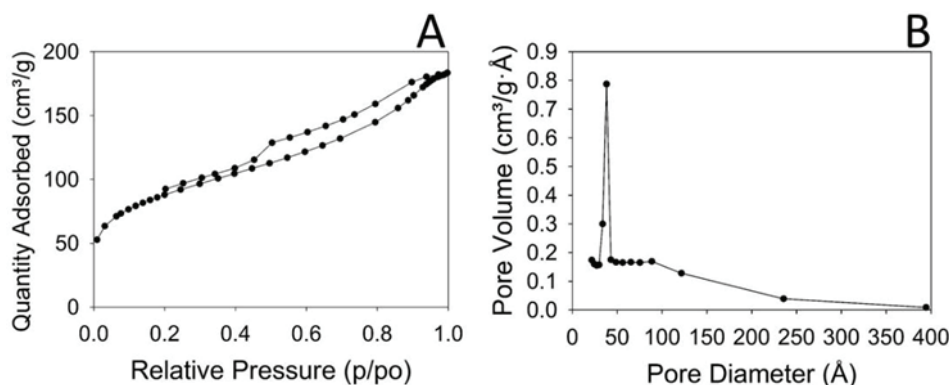 A
200
150
100
50
0
Quantity Adsorbed (cm³/g)
0.0 0.2 0.4 0.6 0.8 1.0
Relative Pressure (p/po)
B
0.9
0.8
0.7
0.6
0.5
0.4
0.3
0.2
0.1
0.0
Pore Volume (cm³/g·Å)
0 50 100 150 200 250 300 350 400
Pore Diameter (Å)